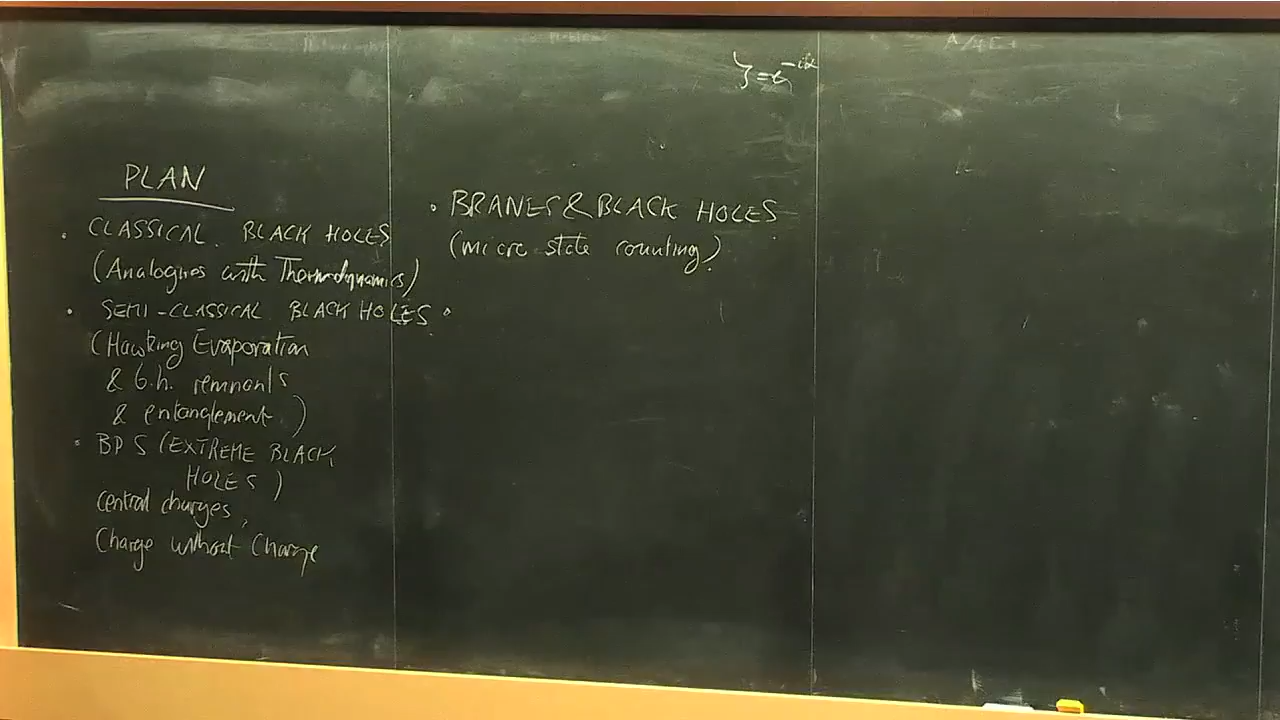 PLAN
• CLASSICAL BLACK HOLES
(Analogies with Thermodynamics)
• SEMI-CLASSICAL BLACK HOLES
(Hawking Evaporation
& b.h. remnants
& entanglement)
• BPS (EXTREME BLACK
HOLES)
central charges,
Charge without Charge
• BRANES & BLACK HOLES
(micro state counting)